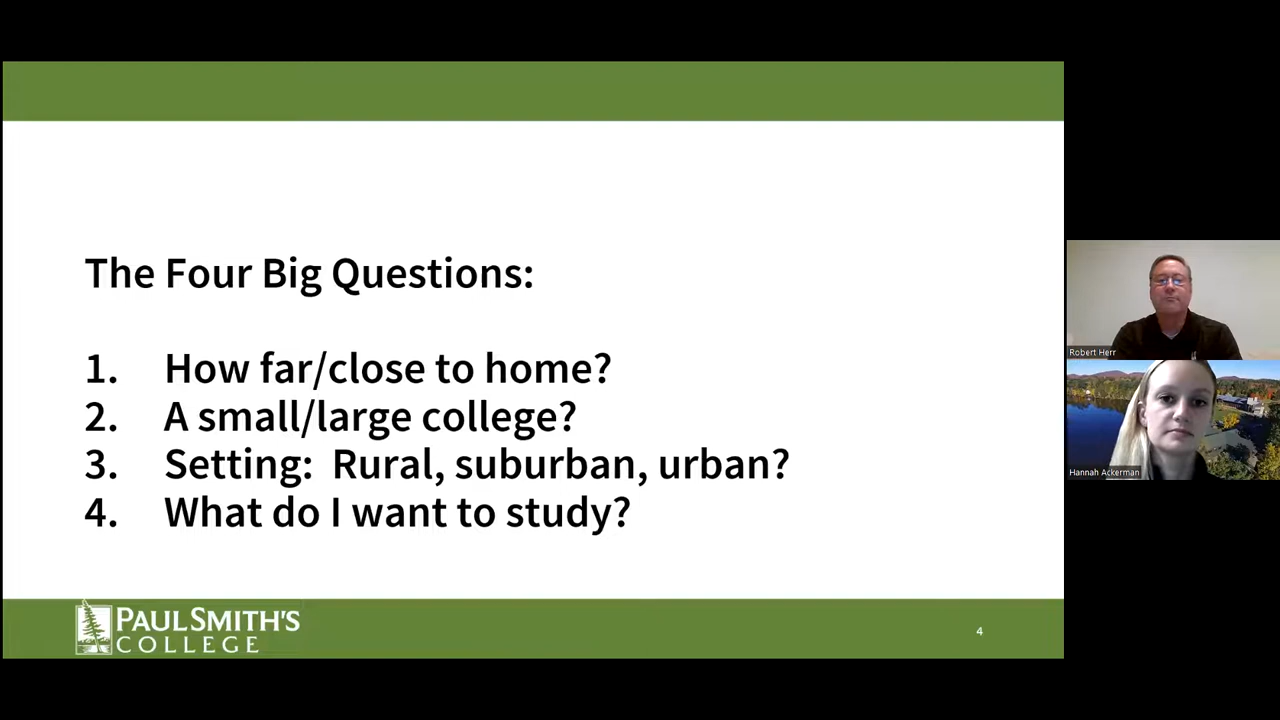 The Four Big Questions:
1. How far/close to home?
2. A small/large college?
3. Setting: Rural, suburban, urban?
4. What do I want to study?
PAUL SMITH'S
COLLEGE
4
Robert Herr
Hannah Ackerman